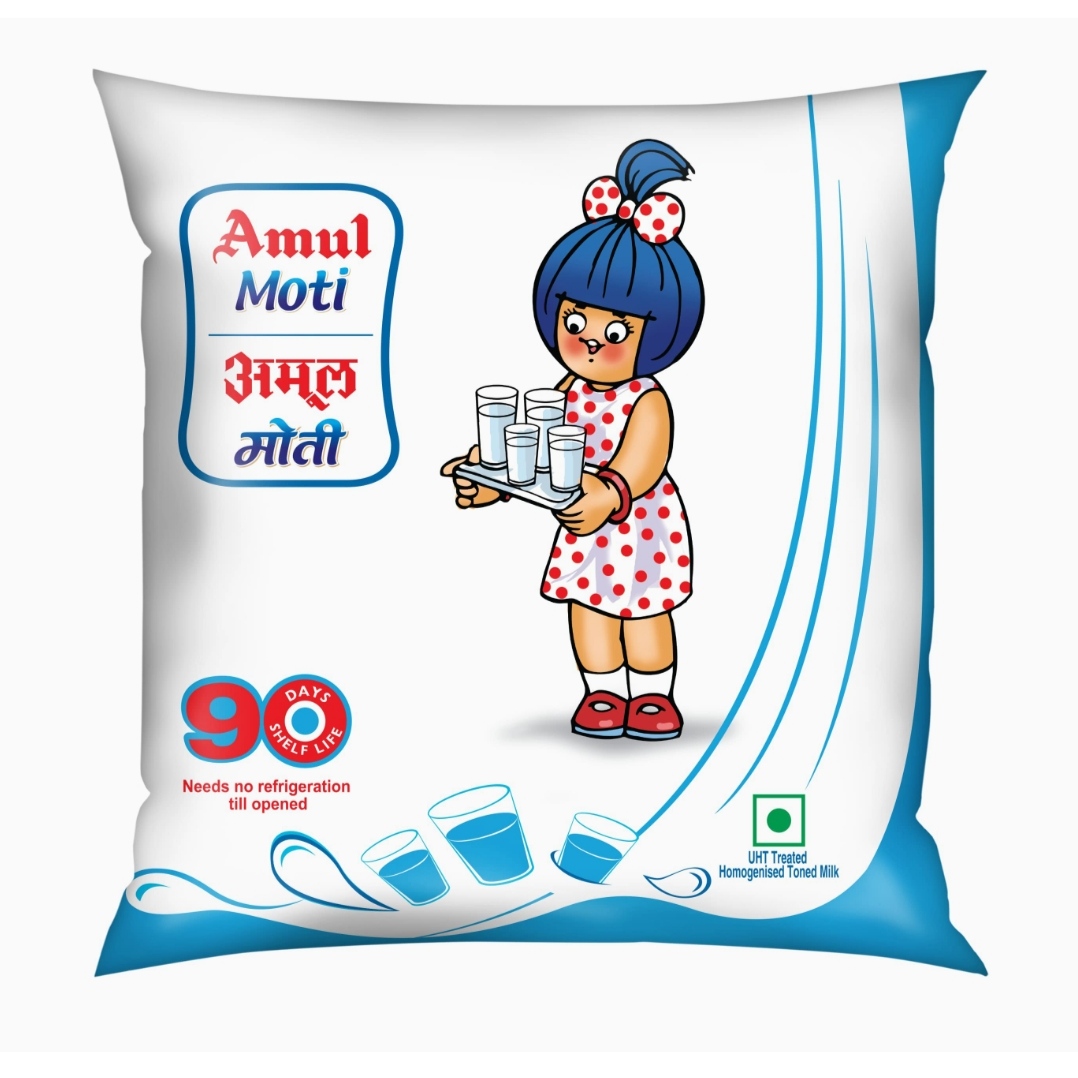 Amul
Moti
अमूल
मोती
90
DAYS
SHELF LIFE
Needs no refrigeration
till opened
UHT Treated
Homogenised Toned Milk